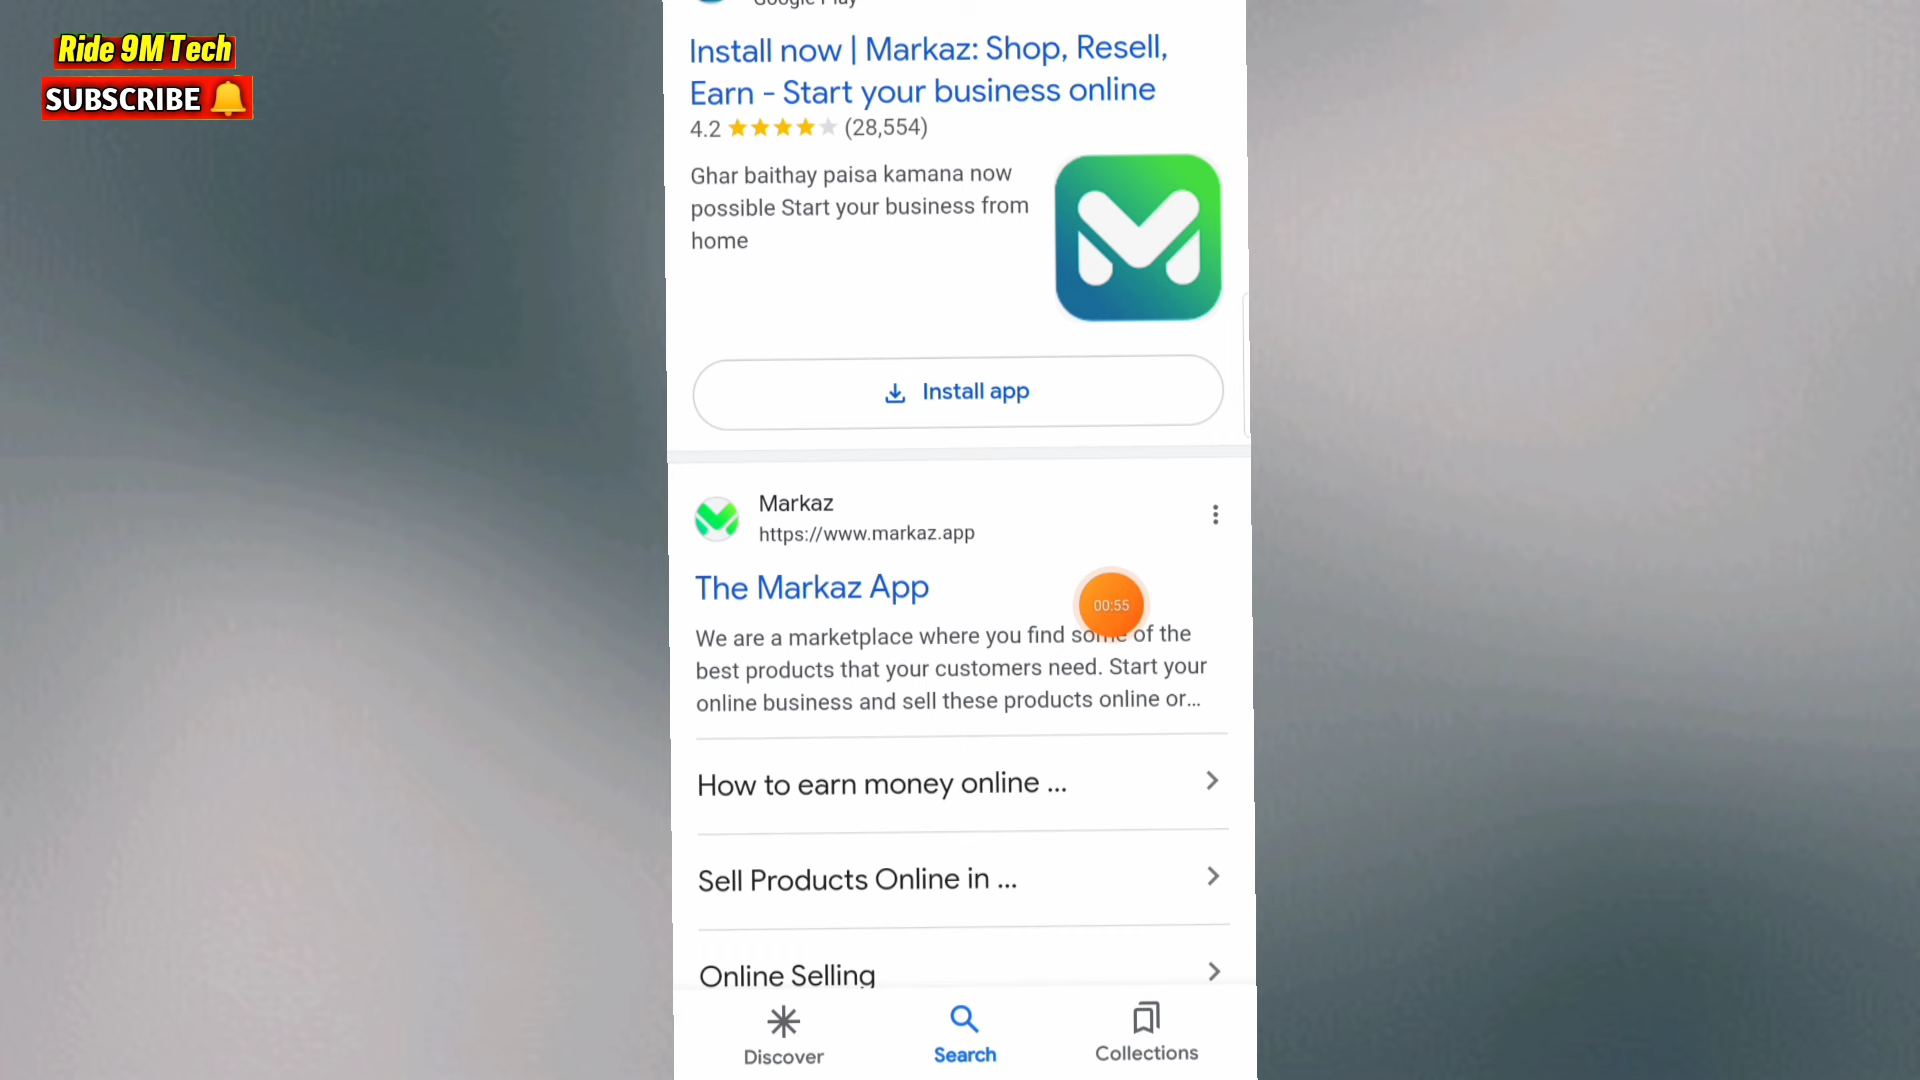 Ride 9M Tech
SUBSCRIBE
Google Play
Install now | Markaz: Shop, Resell,
Earn - Start your business online
4.2 (28,554)
Ghar baithay paisa kamana now
possible Start your business from
home
Install app
Markaz
https://www.markaz.app
The Markaz App
00:55
We are a marketplace where you find some of the
best products that your customers need. Start your
online business and sell these products online or...
How to earn money online ...
Sell Products Online in ...
Online Selling
Discover
Search
Collections